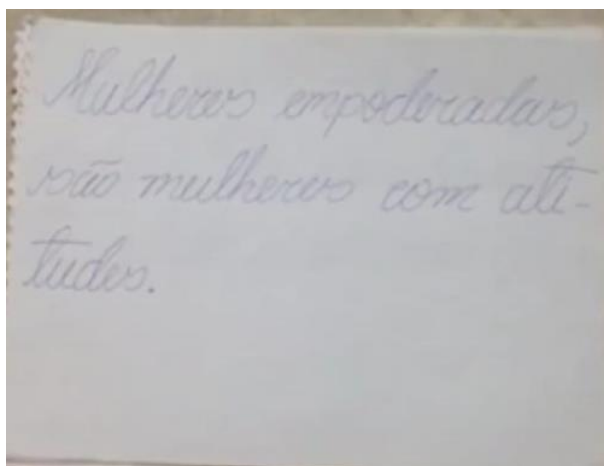 Mulheres empoderadas,
são mulheres com ati-
tudes.